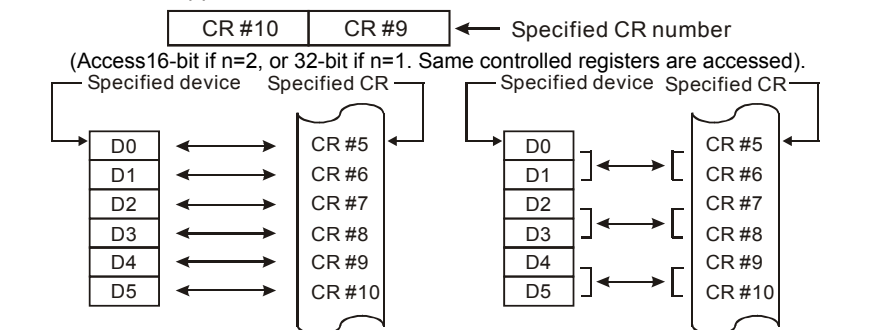 CR #10 CR #9 Specified CR number
(Access16-bit if n=2, or 32-bit if n=1. Same controlled registers are accessed).
Specified device Specified CR Specified device Specified CR
D0 CR #5 D0 CR #5
D1 CR #6 D1 CR #6
D2 CR #7 D2 CR #7
D3 CR #8 D3 CR #8
D4 CR #9 D4 CR #9
D5 CR #10 D5 CR #10